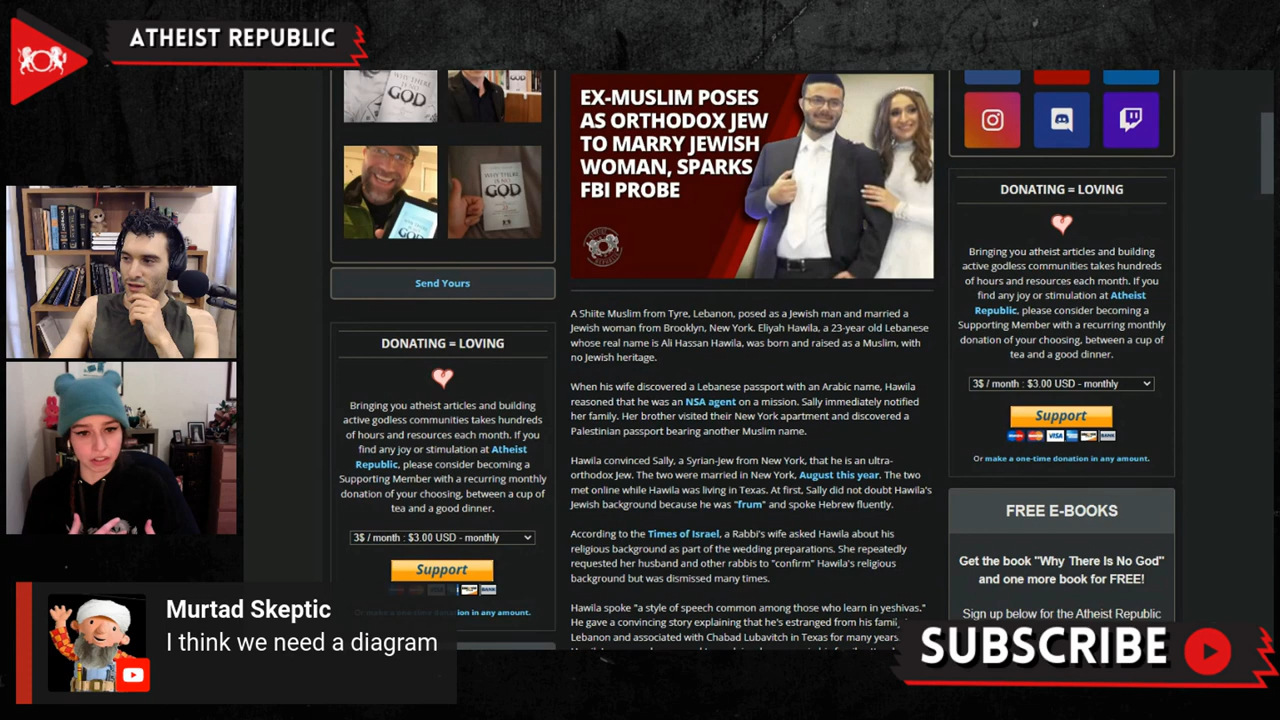 ATHEIST REPUBLIC
WHY THERE IS NO
GOD
EX-MUSLIM POSES
AS ORTHODOX JEW
TO MARRY JEWISH
WOMAN, SPARKS
FBI PROBE
Send Yours
DONATING = LOVING
Bringing you atheist articles and building
active godless communities takes hundreds
of hours and resources each month. If you
find any joy or stimulation at Atheist
Republic, please consider becoming a
Supporting Member with a recurring monthly
donation of your choosing, between a cup of
tea and a good dinner.
3$ / month : $3.00 USD - monthly
Support
in any amount.
A Shiite Muslim from Tyre, Lebanon, posed as a Jewish man and married a
Jewish woman from Brooklyn, New York. Eliyah Hawila, a 23-year old Lebanese
whose real name is Ali Hassan Hawila, was born and raised as a Muslim, with
no Jewish heritage.
When his wife discovered a Lebanese passport with an Arabic name, Hawila
reasoned that he was an NSA agent on a mission. Sally immediately notified
her family. Her brother visited their New York apartment and discovered a
Palestinian passport bearing another Muslim name.
Hawila convinced Sally, a Syrian-Jew from New York, that he is an ultra-
orthodox Jew. The two were married in New York, August this year. The two
met online while Hawila was living in Texas. At first, Sally did not doubt Hawila's
Jewish background because he was "frum" and spoke Hebrew fluently.
According to the Times of Israel, a Rabbi's wife asked Hawila about his
religious background as part of the wedding preparations. She repeatedly
requested her husband and other rabbis to "confirm" Hawila's religious
background but was dismissed many times.
Hawila spoke "a style of speech common among those who learn in yeshivas."
He gave a convincing story explaining that he's estranged from his family
Lebanon and associated with Chabad Lubavitch in Texas for many years.
DONATING = LOVING
Bringing you atheist articles and building
active godless communities takes hundreds
of hours and resources each month. If you
find any joy or stimulation at Atheist
Republic, please consider becoming a
Supporting Member with a recurring monthly
donation of your choosing, between a cup of
tea and a good dinner.
3$ / month : $3.00 USD - monthly
Support
VISA
BANK
Or make a one-time donation in any amount.
FREE E-BOOKS
Get the book "Why There Is No God"
and one more book for FREE!
Sign up below for the Atheist Republic
Murtad Skeptic
I think we need a diagram
SUBSCRIBE